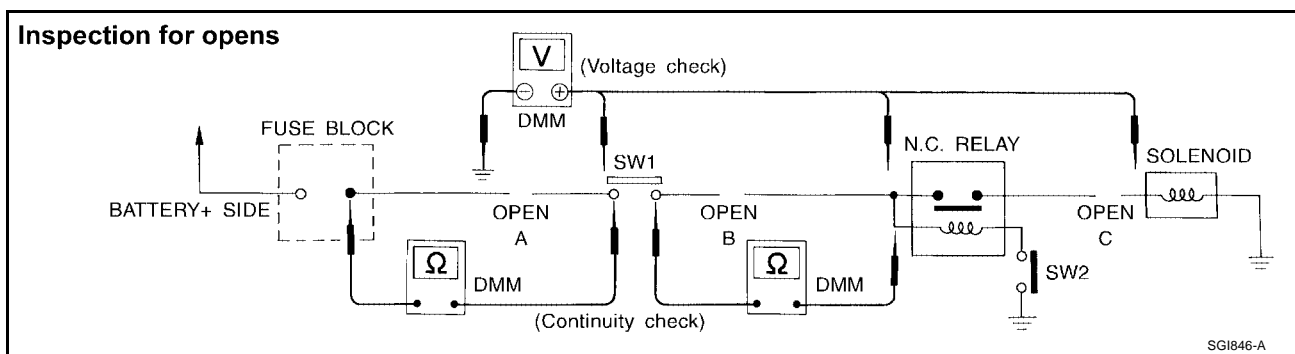 Inspection for opens
V
(Voltage check)
⊖ ⊕
DMM
FUSE BLOCK
N.C. RELAY
SW1
SOLENOID
BATTERY+ SIDE
OPEN
A
OPEN
B
OPEN
C
Ω
DMM
Ω
DMM
SW2
(Continuity check)
SGI846-A